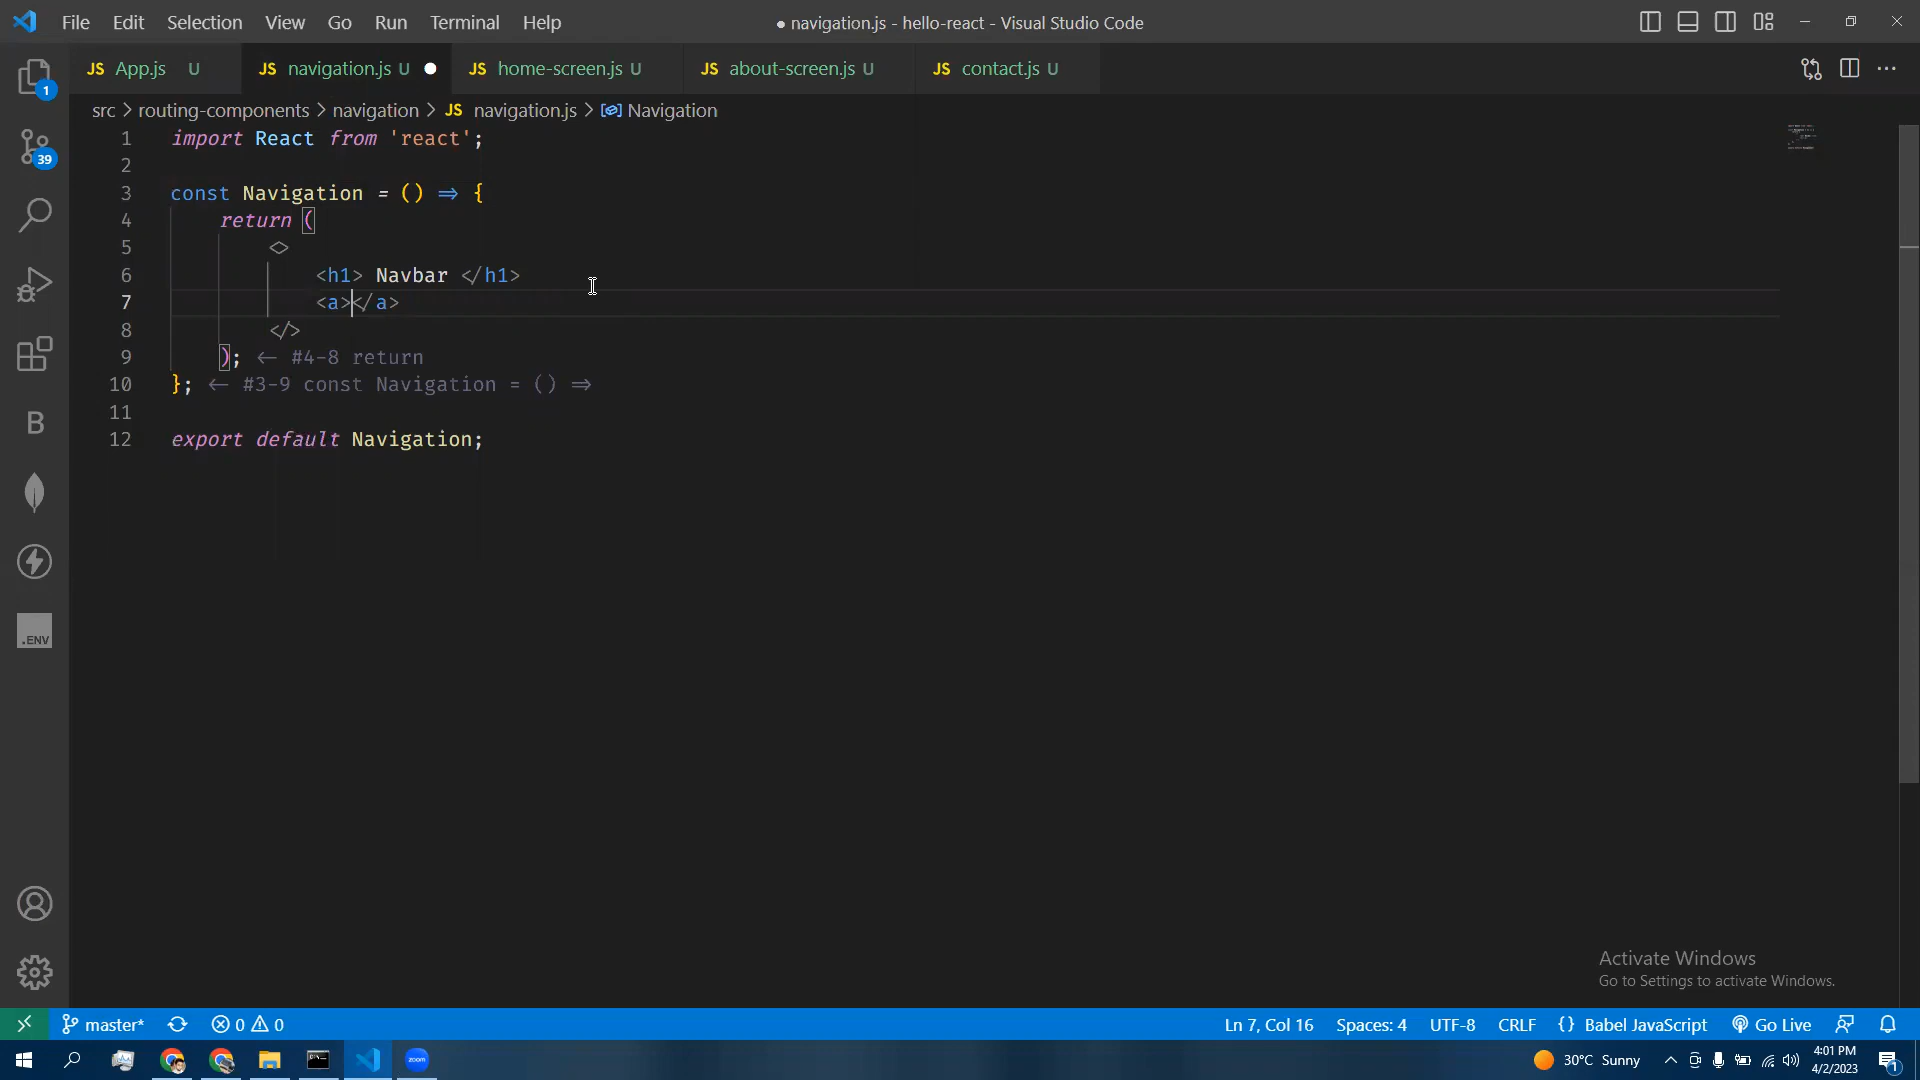 File Edit Selection View Go Run Terminal Help
● navigation.js - hello-react - Visual Studio Code
JS App.js U
JS navigation.js U ●
JS home-screen.js U
JS about-screen.js U
JS contact.js U
src > routing-components > navigation > JS navigation.js > Navigation
1 import React from 'react';
2
3 const Navigation = () => {
4 return (
5 <>
6 <h1> Navbar </h1>
7 <a></a>
8 </>
9 ); <- #4-8 return
10 }; <- #3-9 const Navigation = () =>
11
12 export default Navigation;
1
39
B
.ENV
Activate Windows
Go to Settings to activate Windows.
master* 0 0 Ln 7, Col 16 Spaces: 4 UTF-8 CRLF {} Babel JavaScript Go Live
zoom
30°C Sunny
4:01 PM
4/2/2023
1